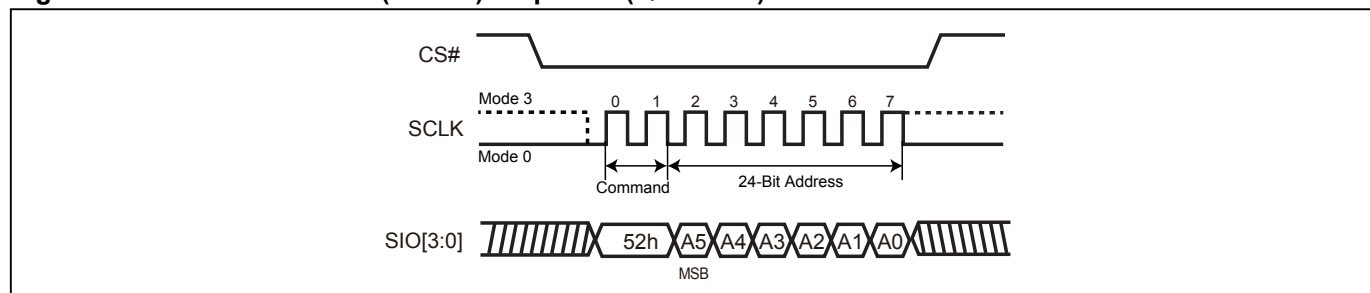 CS#
Mode 3
0 1 2 3 4 5 6 7
SCLK
Mode 0
Command
24-Bit Address
SIO[3:0]
52h A5 A4 A3 A2 A1 A0
MSB